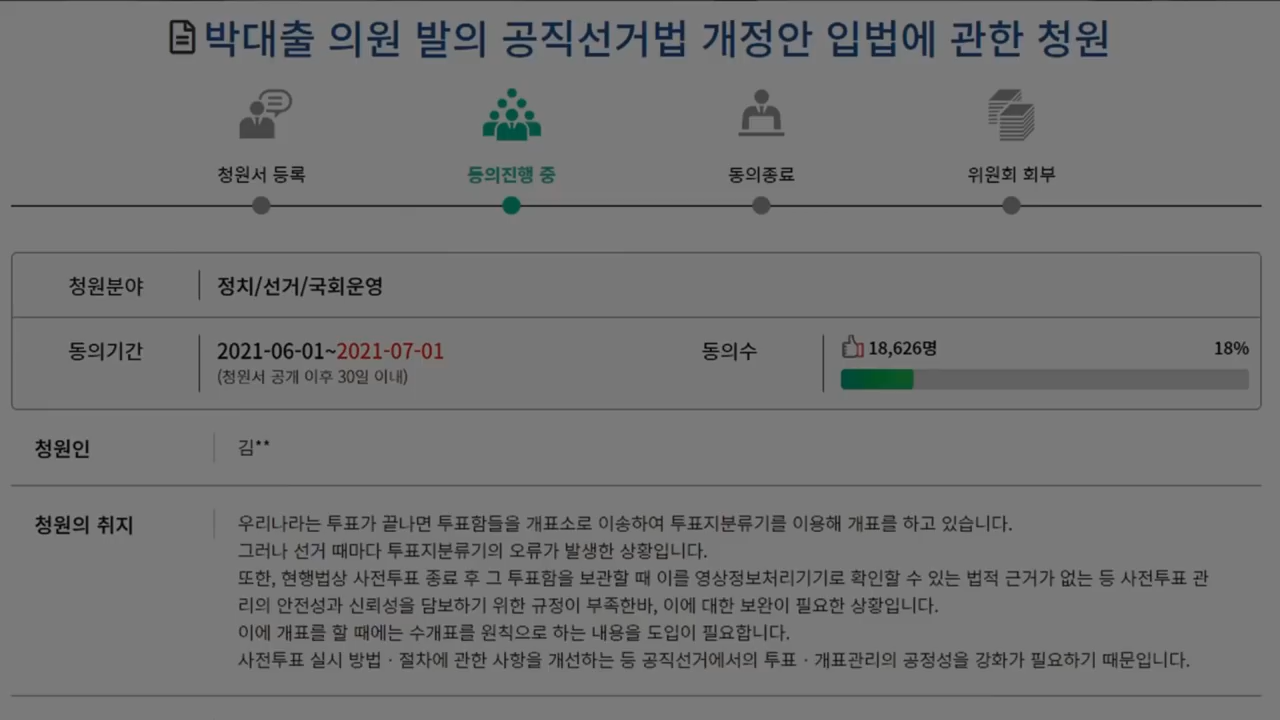 박대출 의원 발의 공직선거법 개정안 입법에 관한 청원
청원서 등록
동의진행 중
동의종료
위원회 회부
청원분야
정치/선거/국회운영
동의기간
2021-06-01~2021-07-01
(청원서 공개 이후 30일 이내)
동의수
18,626명
18%
청원인
김**
청원의 취지
우리나라는 투표가 끝나면 투표함들을 개표소로 이송하여 투표지분류기를 이용해 개표를 하고 있습니다.
그러나 선거 때마다 투표지분류기의 오류가 발생한 상황입니다.
또한, 현행법상 사전투표 종료 후 그 투표함을 보관할 때 이를 영상정보처리기기로 확인할 수 있는 법적 근거가 없는 등 사전투표 관
리의 안전성과 신뢰성을 담보하기 위한 규정이 부족한바, 이에 대한 보완이 필요한 상황입니다.
이에 개표를 할 때에는 수개표를 원칙으로 하는 내용을 도입이 필요합니다.
사전투표 실시 방법ㆍ절차에 관한 사항을 개선하는 등 공직선거에서의 투표ㆍ개표관리의 공정성을 강화가 필요하기 때문입니다.